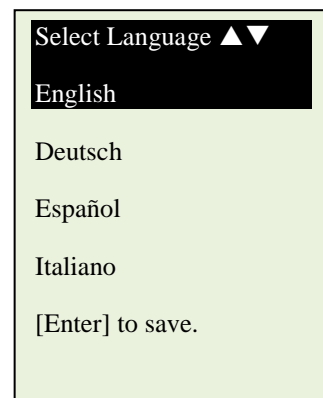 Select Language ▲▼
English
Deutsch
Español
Italiano
[Enter] to save.